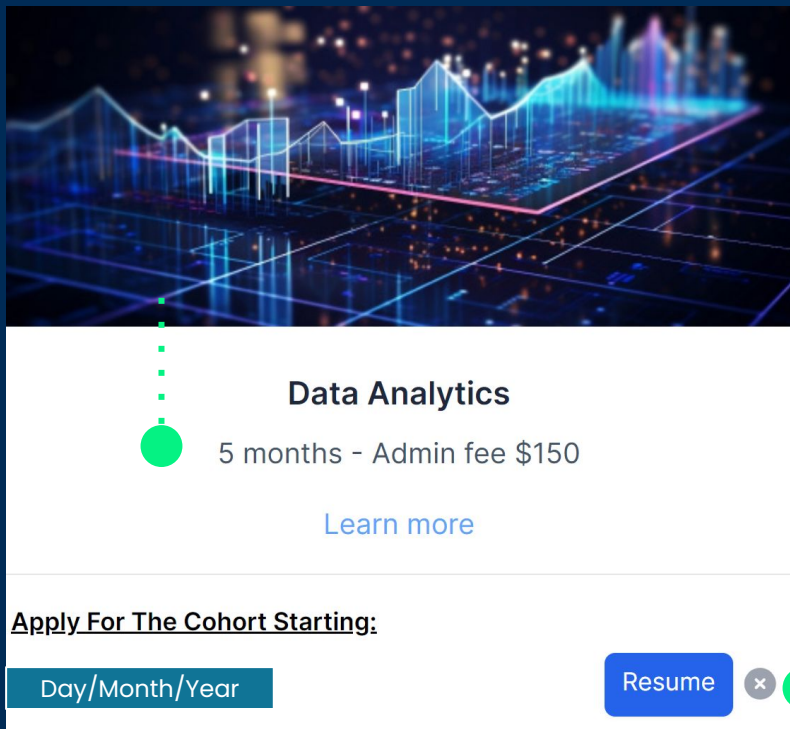 Data Analytics
5 months - Admin fee $150
Learn more
Apply For The Cohort Starting:
Day/Month/Year
Resume